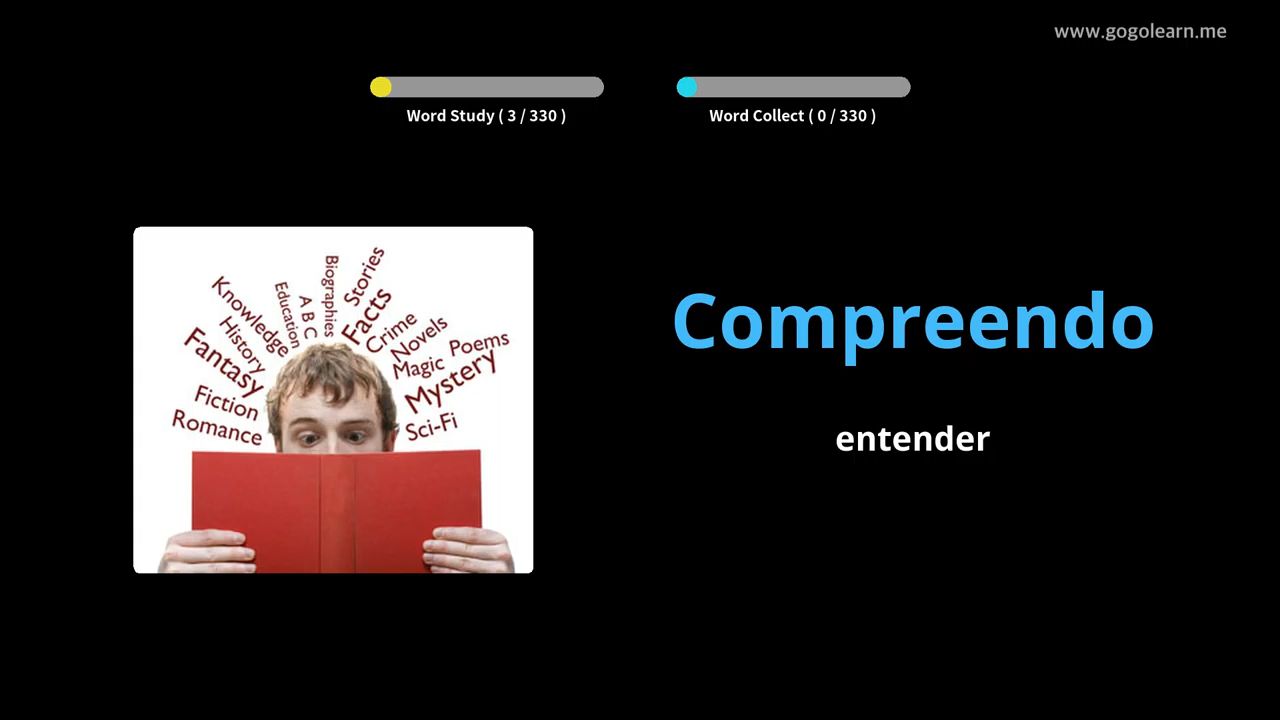 www.gogolearn.me
Word Study ( 3 / 330 )
Word Collect ( 0 / 330 )
Biographies
Stories
Education
A B C
Facts
Knowledge
Crime
History
Novels
Fantasy
Magic
Poems
Mystery
Fiction
Romance
Sci-Fi
Compreendo
entender